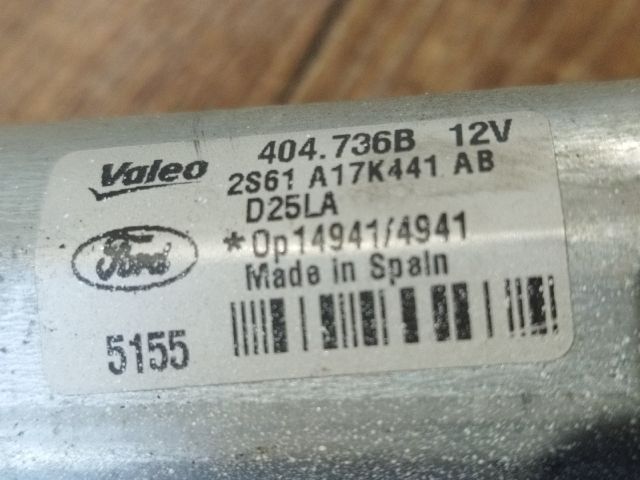 Valeo 404.736B 12V
2S61 A17K441 AB
D25LA
Ford *Op14941/4941
Made in Spain
5155